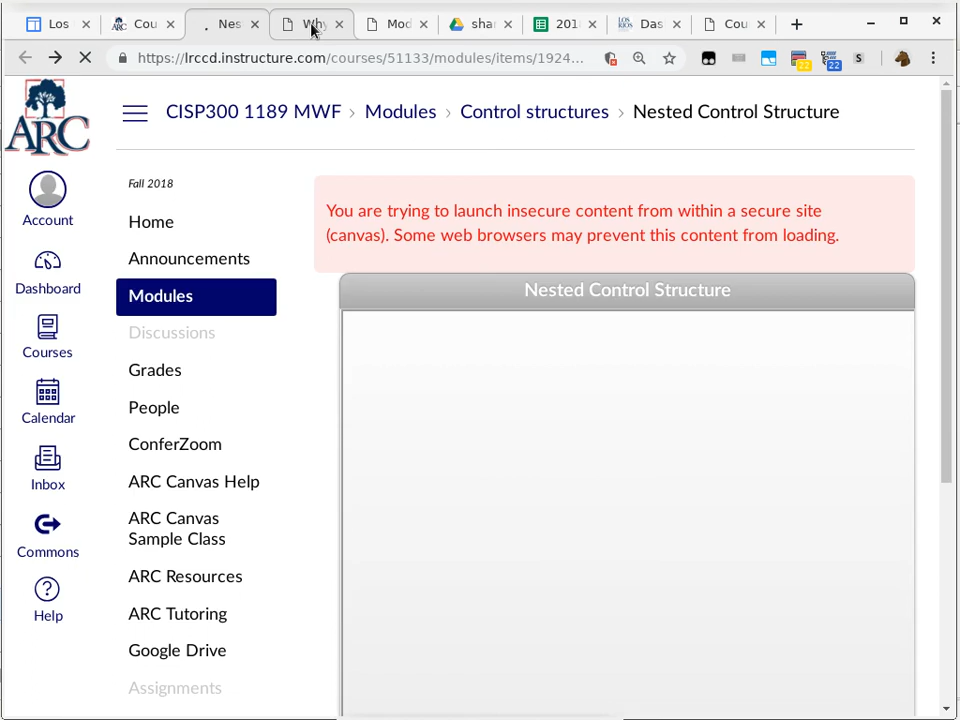 Los
Cou
Nes
Why
Mod
shar
2018
Das
Cou
https://lrccd.instructure.com/courses/51133/modules/items/1924...
22
22
S
ARC
CISP300 1189 MWF > Modules > Control structures > Nested Control Structure
Fall 2018
Account
Dashboard
Courses
Calendar
Inbox
Commons
Help
Home
Announcements
Modules
Discussions
Grades
People
ConferZoom
ARC Canvas Help
ARC Canvas
Sample Class
ARC Resources
ARC Tutoring
Google Drive
Assignments
You are trying to launch insecure content from within a secure site
(canvas). Some web browsers may prevent this content from loading.
Nested Control Structure